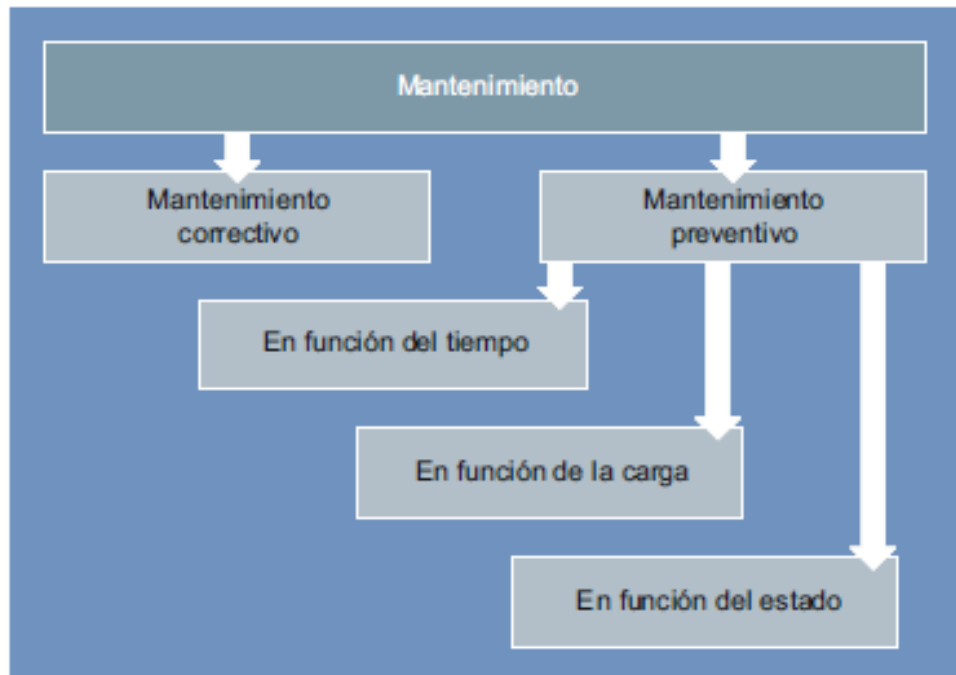 Mantenimiento
Mantenimiento
correctivo
Mantenimiento
preventivo
En función del tiempo
En función de la carga
En función del estado